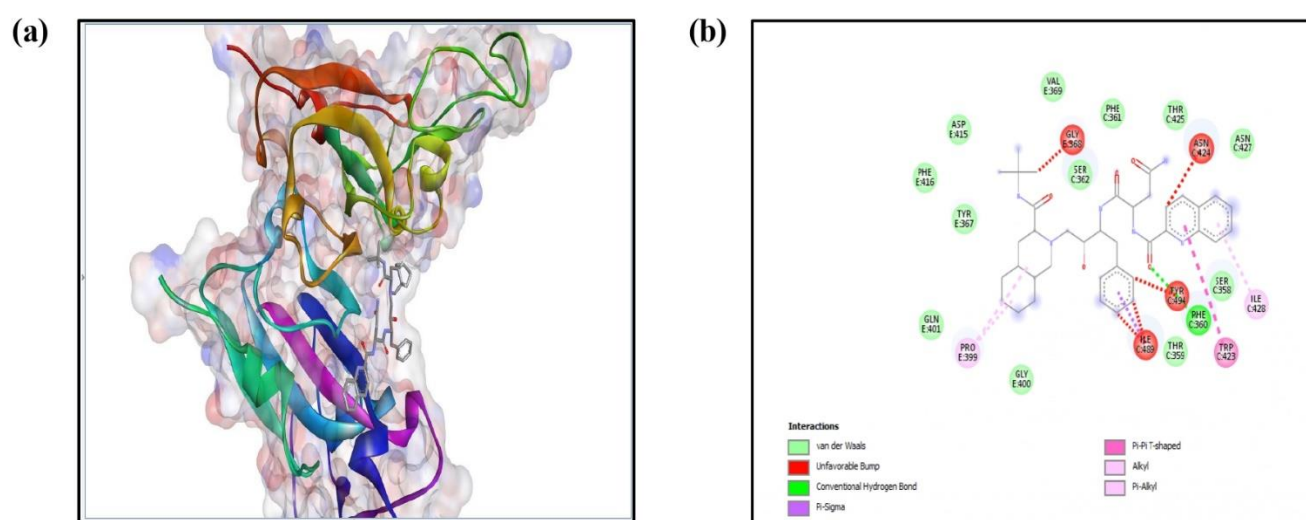 (a)
(b)
VAL
E:369
PHE
C:361
THR
C:425
ASP
E:415
GLY
E:368
ASN
C:424
ASN
C:427
PHE
E:416
SER
C:362
TYR
E:367
TYR
C:494
SER
C:358
ILE
C:428
PHE
C:360
GLN
E:401
PRO
E:399
ILE
C:489
THR
C:359
TRP
C:423
GLY
C:400
Interactions
van der Waals
Unfavorable Bump
Conventional Hydrogen Bond
Pi-Sigma
Pi-Pi T-shaped
Alkyl
Pi-Alkyl